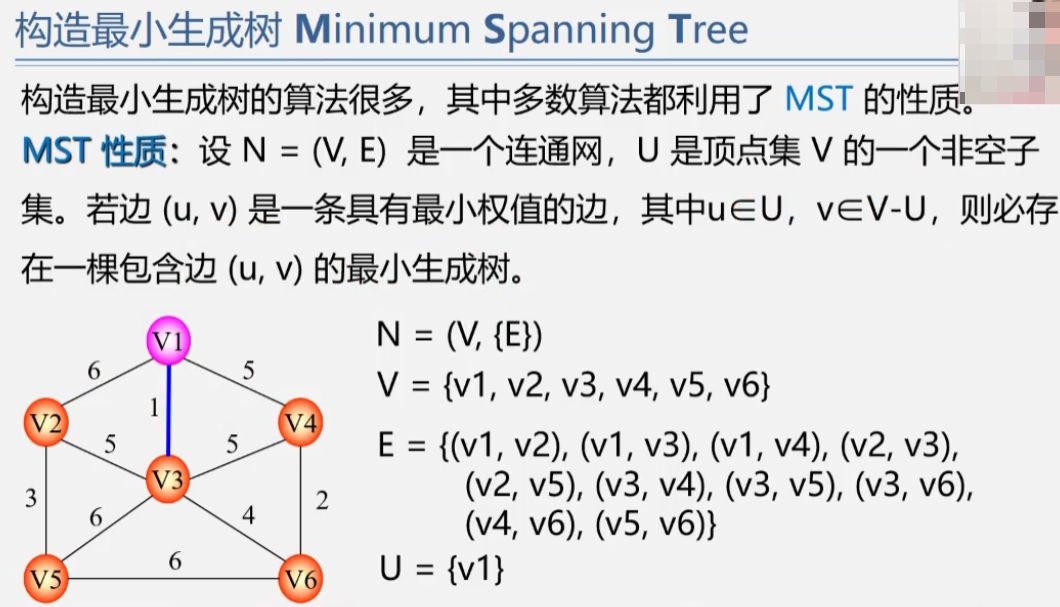 构造最小生成树 Minimum Spanning Tree
构造最小生成树的算法很多，其中多数算法都利用了 MST 的性质。
MST 性质：设 N = (V, E) 是一个连通网，U 是顶点集 V 的一个非空子
集。若边 (u, v) 是一条具有最小权值的边，其中u∈U，v∈V-U，则必存
在一棵包含边 (u, v) 的最小生成树。
V1
6
5
1
V2
V4
5
5
V3
3
2
6
4
6
V5
V6
N = (V, {E})
V = {v1, v2, v3, v4, v5, v6}
E = {(v1, v2), (v1, v3), (v1, v4), (v2, v3),
(v2, v5), (v3, v4), (v3, v5), (v3, v6),
(v4, v6), (v5, v6)}
U = {v1}